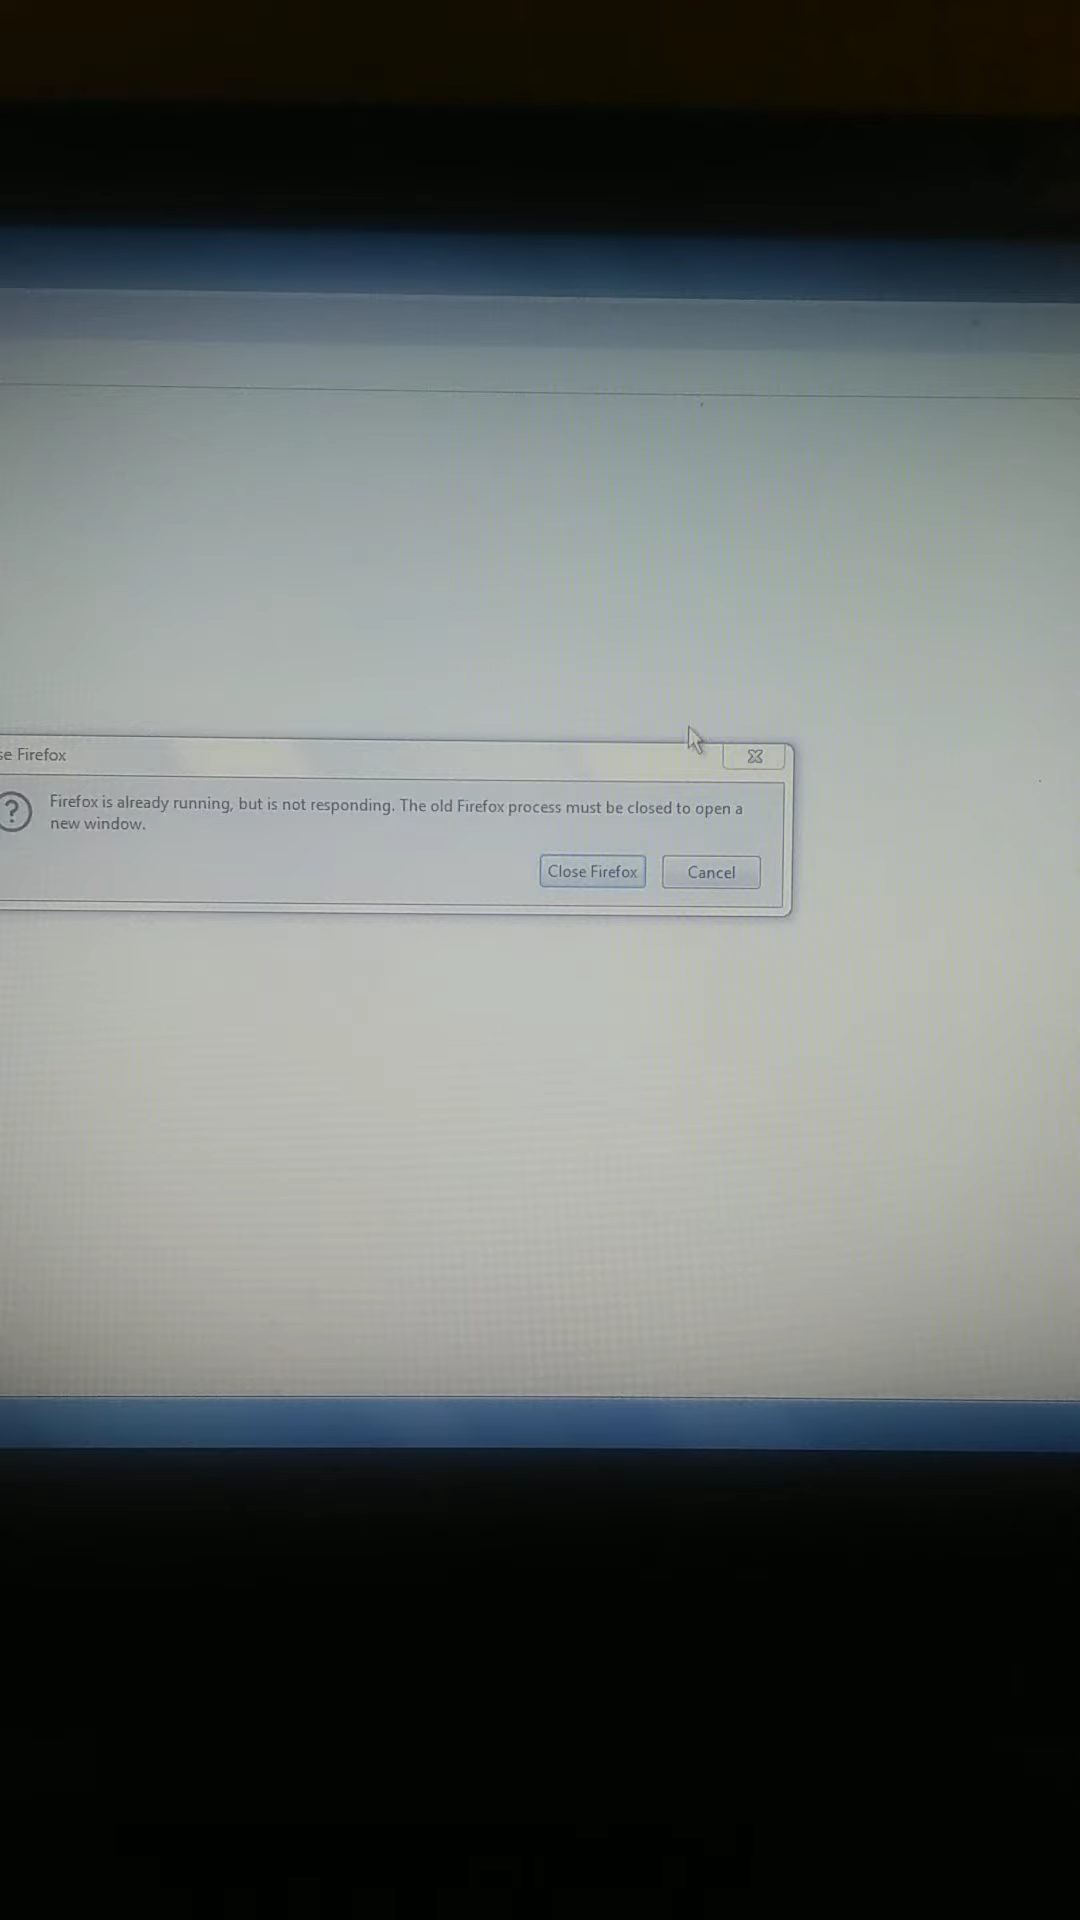 se Firefox
Firefox is already running, but is not responding. The old Firefox process must be closed to open a
new window.
Close Firefox
Cancel